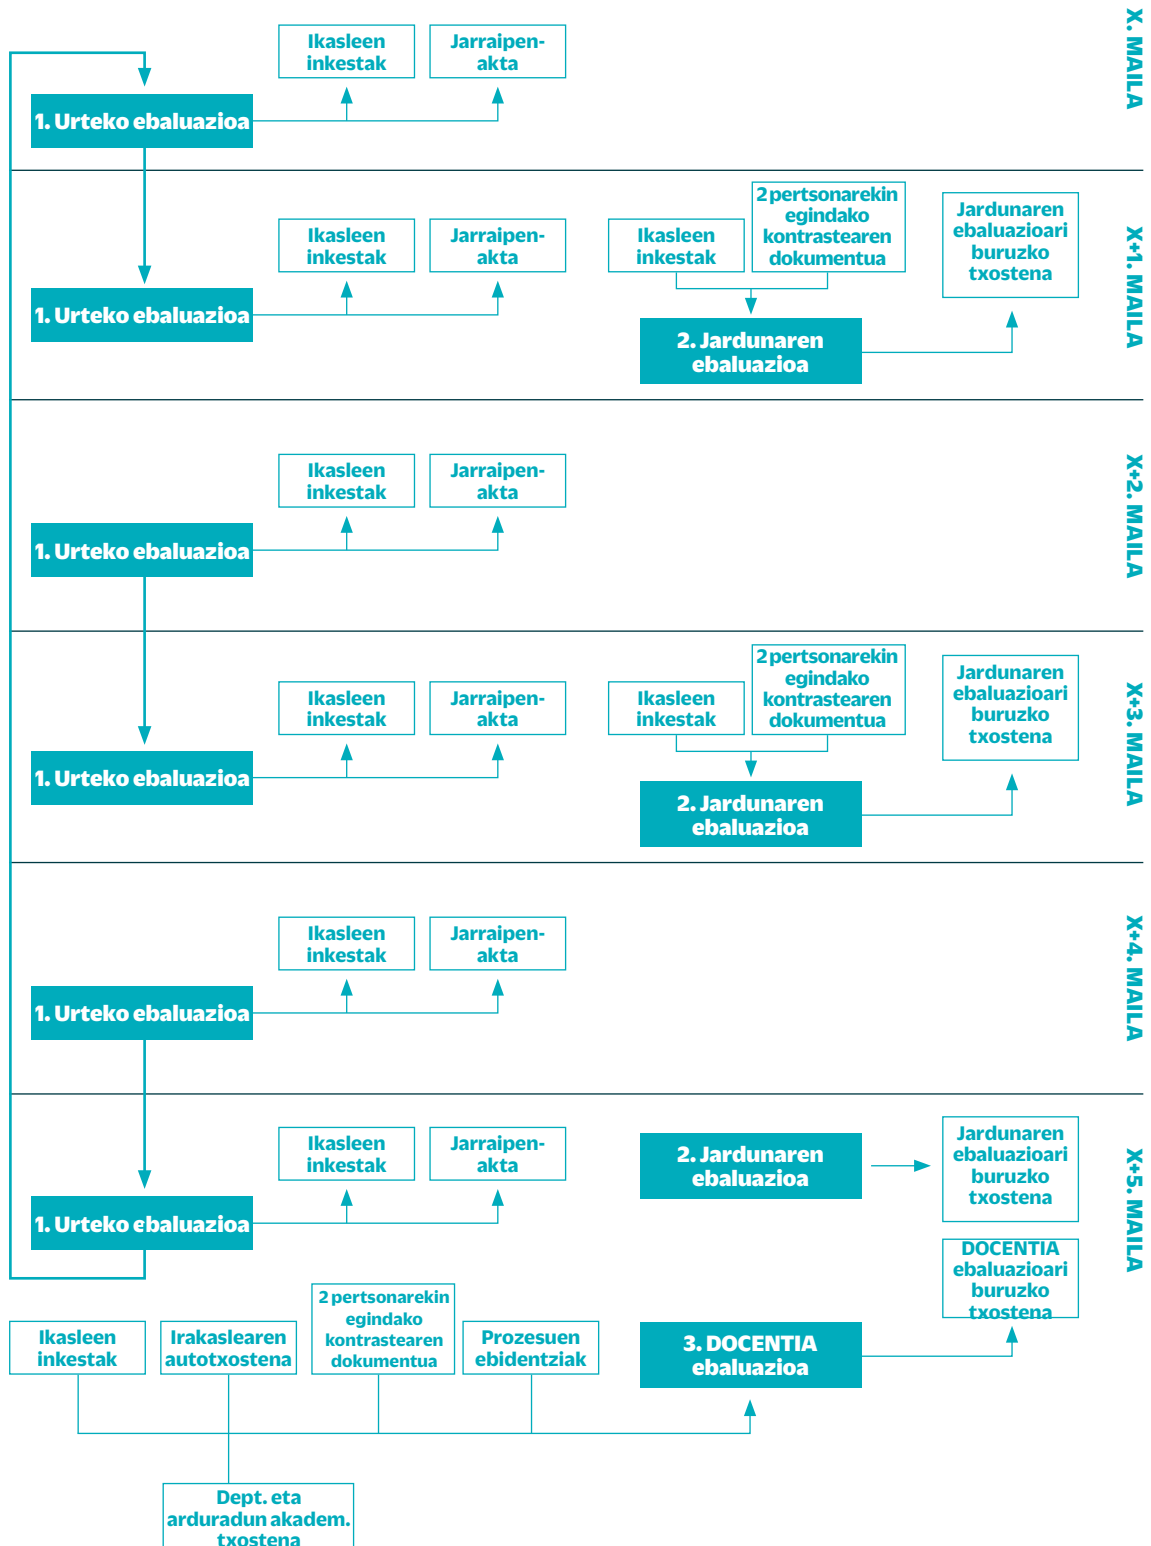 Ikasleen
inkestak
Jarraipen-
akta
X. MAILA
1. Urteko ebaluazioa
Ikasleen
inkestak
Jarraipen-
akta
Ikasleen
inkestak
2 pertsonarekin
egindako
kontrastearen
dokumentua
Jardunaren
ebaluazioari
buruzko
txostena
X+1. MAILA
1. Urteko ebaluazioa
2. Jardunaren
ebaluazioa
Ikasleen
inkestak
Jarraipen-
akta
X+2. MAILA
1. Urteko ebaluazioa
Ikasleen
inkestak
Jarraipen-
akta
Ikasleen
inkestak
2 pertsonarekin
egindako
kontrastearen
dokumentua
Jardunaren
ebaluazioari
buruzko
txostena
X+3. MAILA
1. Urteko ebaluazioa
2. Jardunaren
ebaluazioa
Ikasleen
inkestak
Jarraipen-
akta
X+4. MAILA
1. Urteko ebaluazioa
Ikasleen
inkestak
Jarraipen-
akta
2. Jardunaren
ebaluazioa
Jardunaren
ebaluazioari
buruzko
txostena
X+5. MAILA
1. Urteko ebaluazioa
DOCENTIA
ebaluazioari
buruzko
txostena
Ikasleen
inkestak
Irakaslearen
autotxostena
2 pertsonarekin
egindako
kontrastearen
dokumentua
Prozesuen
ebidentziak
3. DOCENTIA
ebaluazioa
Dept. eta
arduradun akadem.
txostena